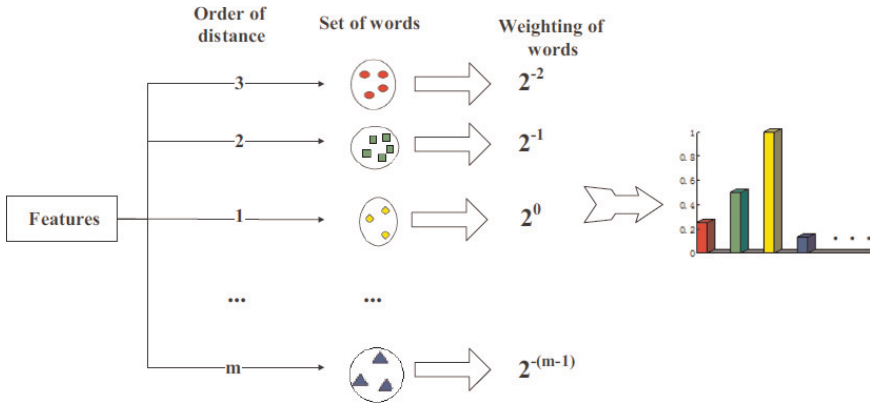 Order of
distance
Set of words
Weighting of
words
3
2^-2
2
2^-1
Features
1
2^0
...
...
m
2^-(m-1)
1
0.8
0.6
0.4
0.2
0
. . .